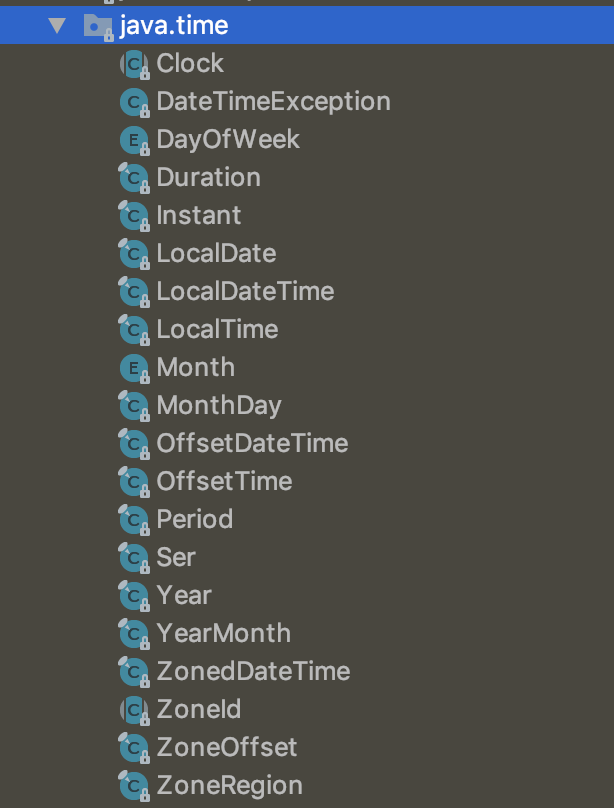 java.time
Clock
DateTimeException
DayOfWeek
Duration
Instant
LocalDate
LocalDateTime
LocalTime
Month
MonthDay
OffsetDateTime
OffsetTime
Period
Ser
Year
YearMonth
ZonedDateTime
ZoneId
ZoneOffset
ZoneRegion